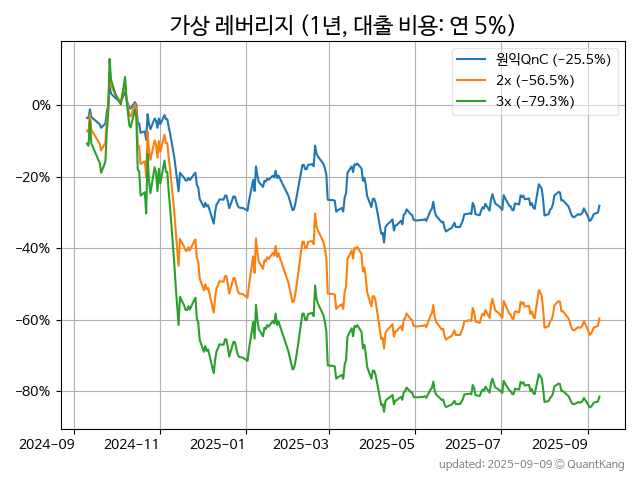 가상 레버리지 (1년, 대출 비용: 연 5%)
원익QnC (−25.5%)
2x (−56.5%)
3x (−79.3%)
0%
−20%
−40%
−60%
−80%
2024-09 2024-11 2025-01 2025-03 2025-05 2025-07 2025-09
updated: 2025-09-09 © QuantKang